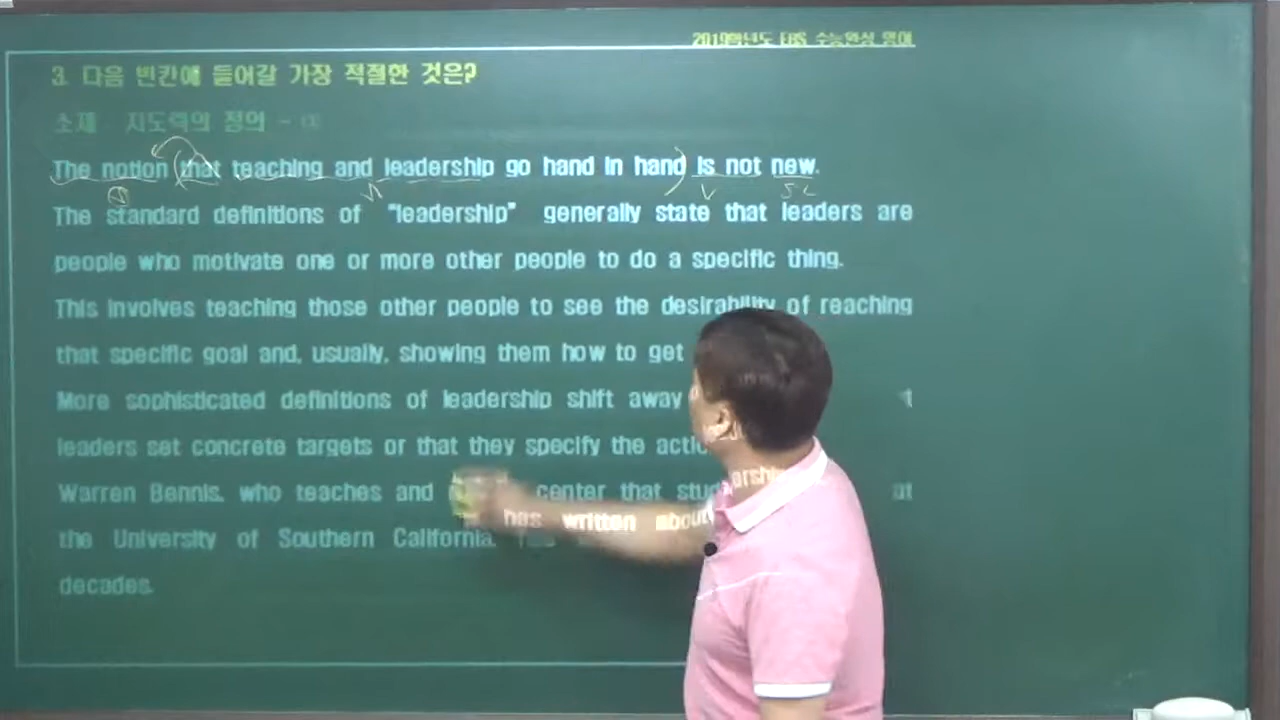 2019학년도 EBS 수능완성 영어
3. 다음 빈칸에 들어갈 가장 적절한 것은?
소재 지도력의 정의 -
The notion that teaching and leadership go hand in hand is not new.
N V S.C
The standard definitions of "leadership" generally state that leaders are
people who motivate one or more other people to do a specific thing.
This involves teaching those other people to see the desirability of reaching
that specific goal and, usually, showing them how to get
More sophisticated definitions of leadership shift away
leaders set concrete targets or that they specify the
Warren Bennis, who teaches and center that at
the University of Southern California, has written about
decades.